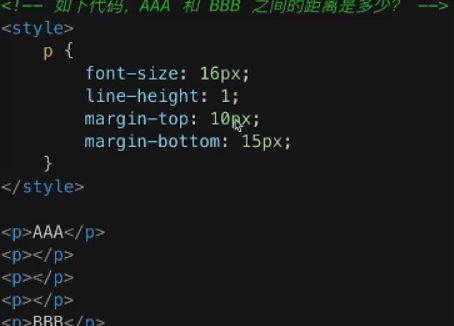 <!-- 如下代码，AAA 和 BBB 之间的距离是多少？ -->
<style>
    p {
        font-size: 16px;
        line-height: 1;
        margin-top: 10px;
        margin-bottom: 15px;
    }
</style>
<p>AAA</p>
<p></p>
<p></p>
<p></p>
<p>BBB</p>